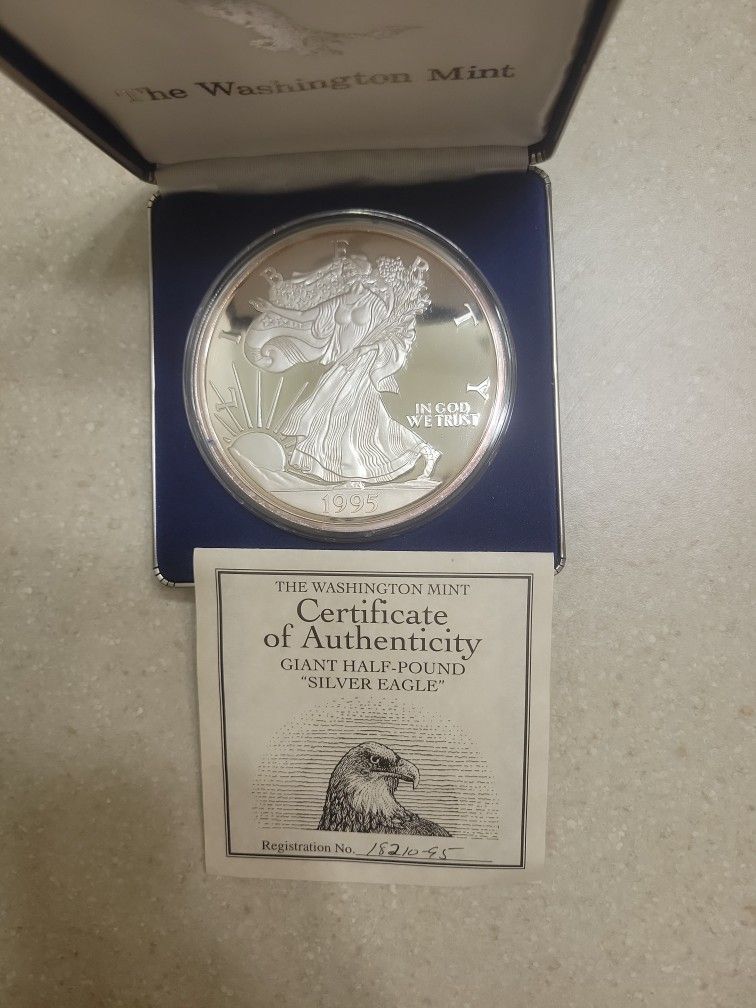 The Washington Mint
LIBERTY
IN GOD
WE TRUST
1995
THE WASHINGTON MINT
Certificate
of Authenticity
GIANT HALF-POUND
“SILVER EAGLE”
Registration No. 18210-95